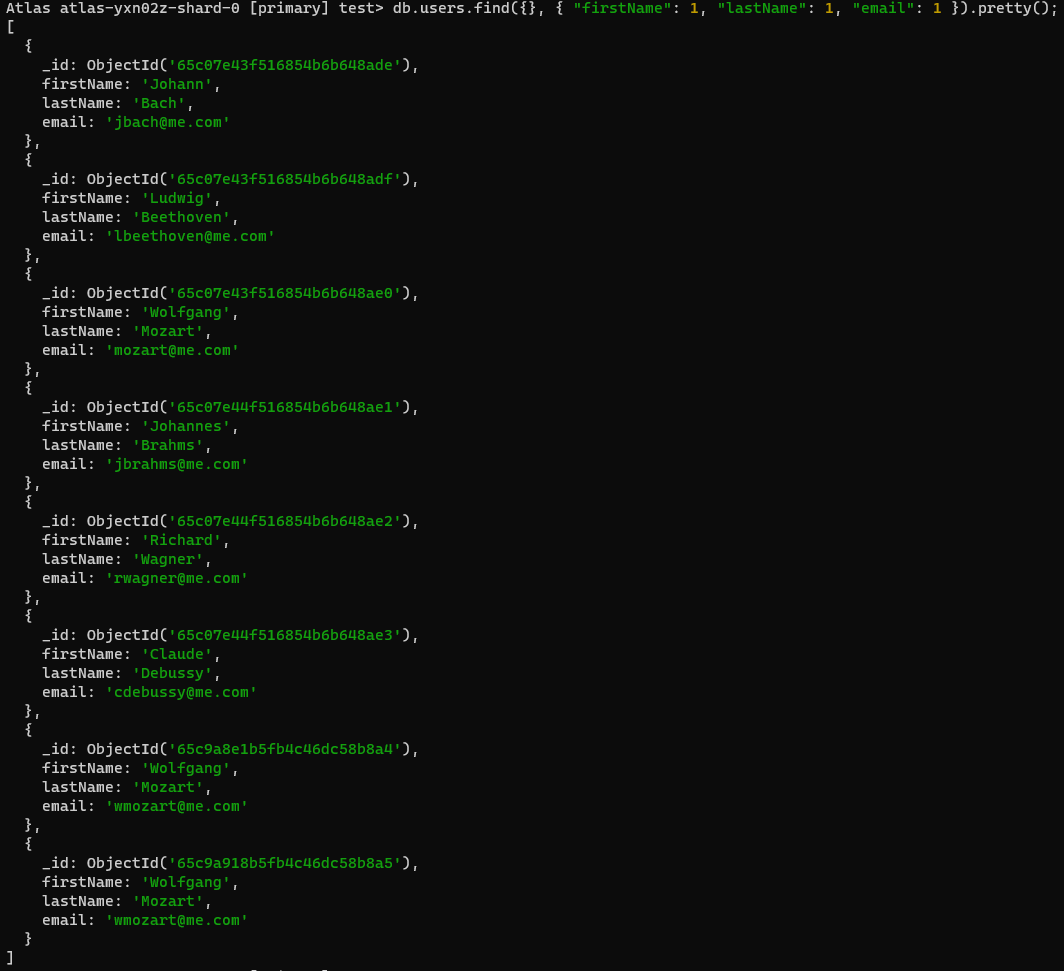 Atlas atlas-yxn02z-shard-0 [primary] test> db.users.find({}, { "firstName": 1, "lastName": 1, "email": 1 }).pretty();
[
  {
    _id: ObjectId('65c07e43f516854b6b648ade'),
    firstName: 'Johann',
    lastName: 'Bach',
    email: 'jbach@me.com'
  },
  {
    _id: ObjectId('65c07e43f516854b6b648adf'),
    firstName: 'Ludwig',
    lastName: 'Beethoven',
    email: 'lbeethoven@me.com'
  },
  {
    _id: ObjectId('65c07e43f516854b6b648ae0'),
    firstName: 'Wolfgang',
    lastName: 'Mozart',
    email: 'mozart@me.com'
  },
  {
    _id: ObjectId('65c07e44f516854b6b648ae1'),
    firstName: 'Johannes',
    lastName: 'Brahms',
    email: 'jbrahms@me.com'
  },
  {
    _id: ObjectId('65c07e44f516854b6b648ae2'),
    firstName: 'Richard',
    lastName: 'Wagner',
    email: 'rwagner@me.com'
  },
  {
    _id: ObjectId('65c07e44f516854b6b648ae3'),
    firstName: 'Claude',
    lastName: 'Debussy',
    email: 'cdebussy@me.com'
  },
  {
    _id: ObjectId('65c9a8e1b5fb4c46dc58b8a4'),
    firstName: 'Wolfgang',
    lastName: 'Mozart',
    email: 'wmozart@me.com'
  },
  {
    _id: ObjectId('65c9a918b5fb4c46dc58b8a5'),
    firstName: 'Wolfgang',
    lastName: 'Mozart',
    email: 'wmozart@me.com'
  }
]